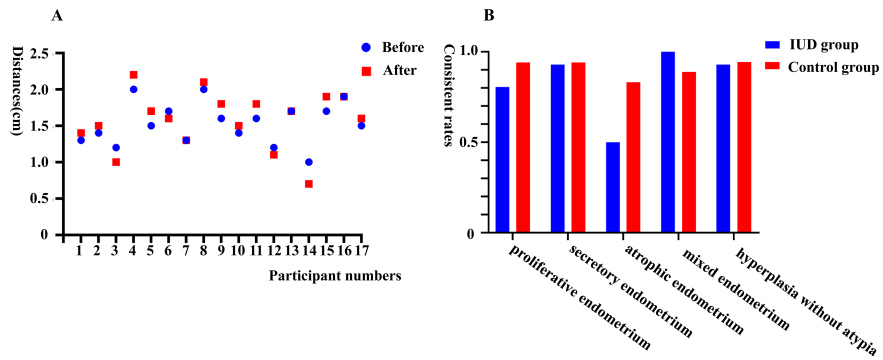 A
Before
After
Distances(cm)
2.5
2.0
1.5
1.0
0.5
0
1 2 3 4 5 6 7 8 9 10 11 12 13 14 15 16 17
Participant numbers
B
IUD group
Control group
Consistent rates
1.0
0.5
0
proliferative endometrium
secretory endometrium
atrophic endometrium
mixed endometrium
hyperplasia without atypia